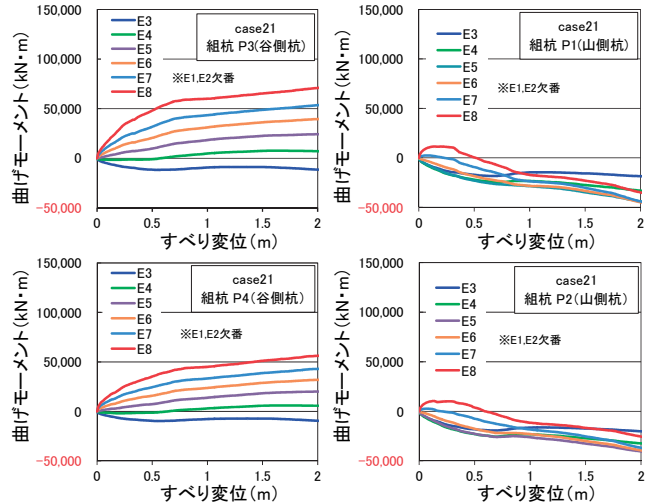 150,000
100,000
50,000
0
−50,000
曲げモーメント(kN・m)
E3
E4
E5
E6
E7
E8
case21
組杭 P3(谷側杭)
※E1,E2欠番
0
0.5
1
1.5
2
すべり変位(m)
150,000
100,000
50,000
0
−50,000
曲げモーメント(kN・m)
E3
E4
E5
E6
E7
E8
case21
組杭 P1(山側杭)
※E1,E2欠番
0
0.5
1
1.5
2
すべり変位(m)
150,000
100,000
50,000
0
−50,000
曲げモーメント(kN・m)
E3
E4
E5
E6
E7
E8
case21
組杭 P4(谷側杭)
※E1,E2欠番
0
0.5
1
1.5
2
すべり変位(m)
150,000
100,000
50,000
0
−50,000
曲げモーメント(kN・m)
E3
E4
E5
E6
E7
E8
case21
組杭 P2(山側杭)
※E1,E2欠番
0
0.5
1
1.5
2
すべり変位(m)